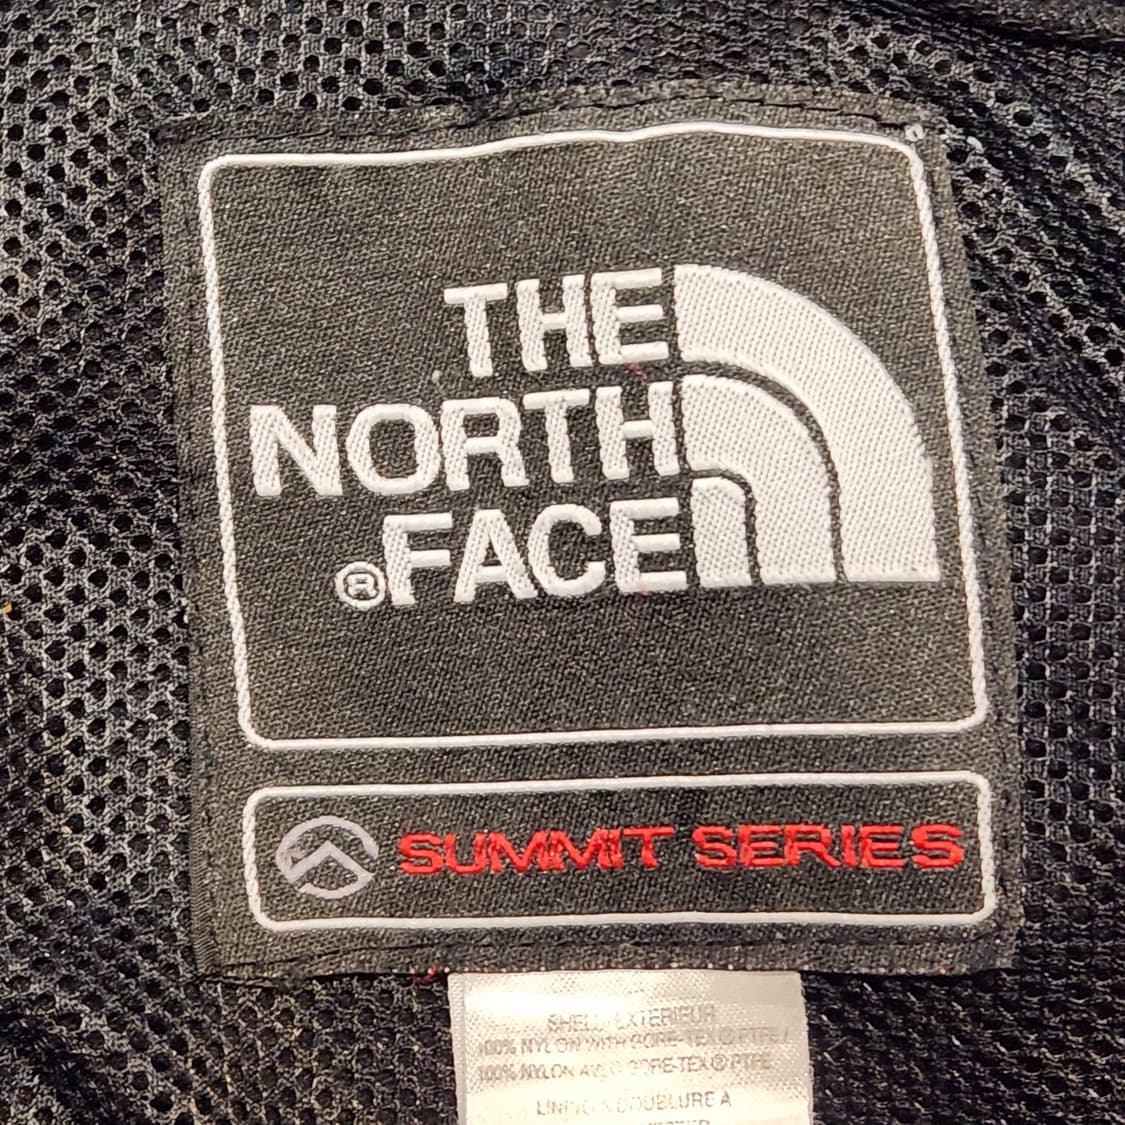 THE
NORTH
®FACE
SUMMIT SERIES
SHELL / EXTERIEUR
100% NYLON WITH GORE-TEX® PTFE /
100% NYLON AVEC GORE-TEX® PTFE
LINING / DOUBLURE A